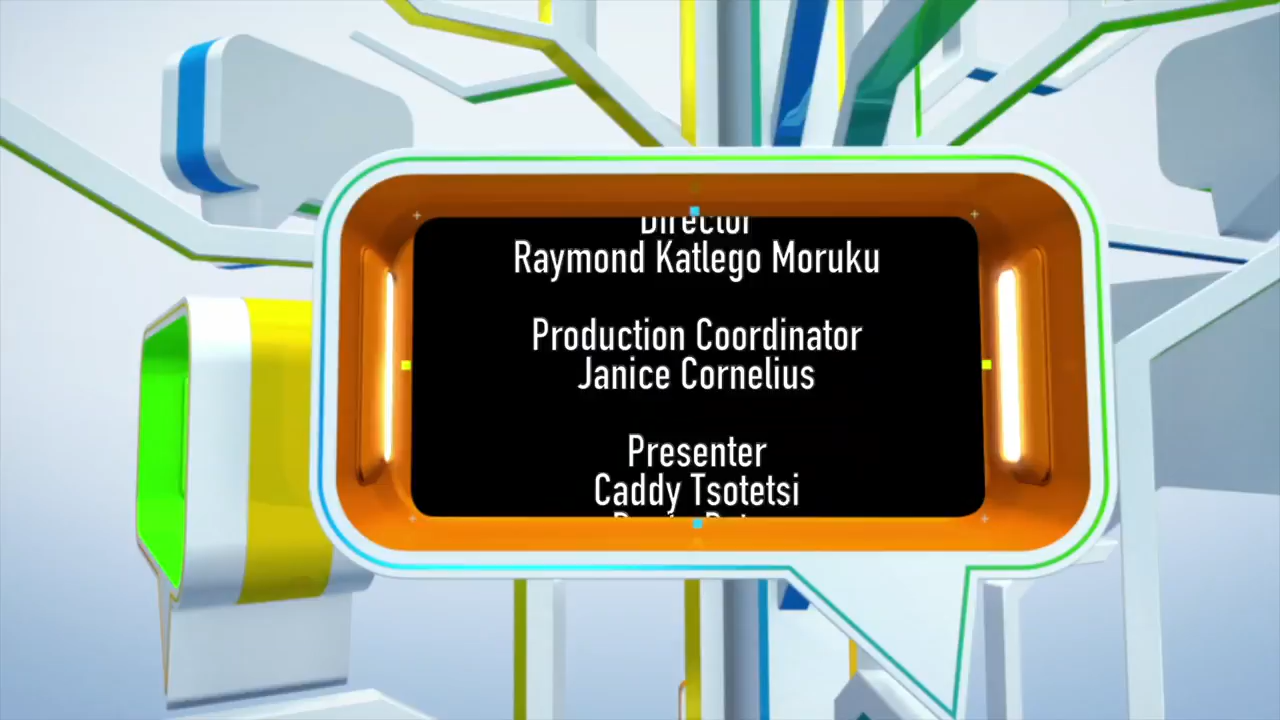 Director
Raymond Katlego Moruku
Production Coordinator
Janice Cornelius
Presenter
Caddy Tsotetsi